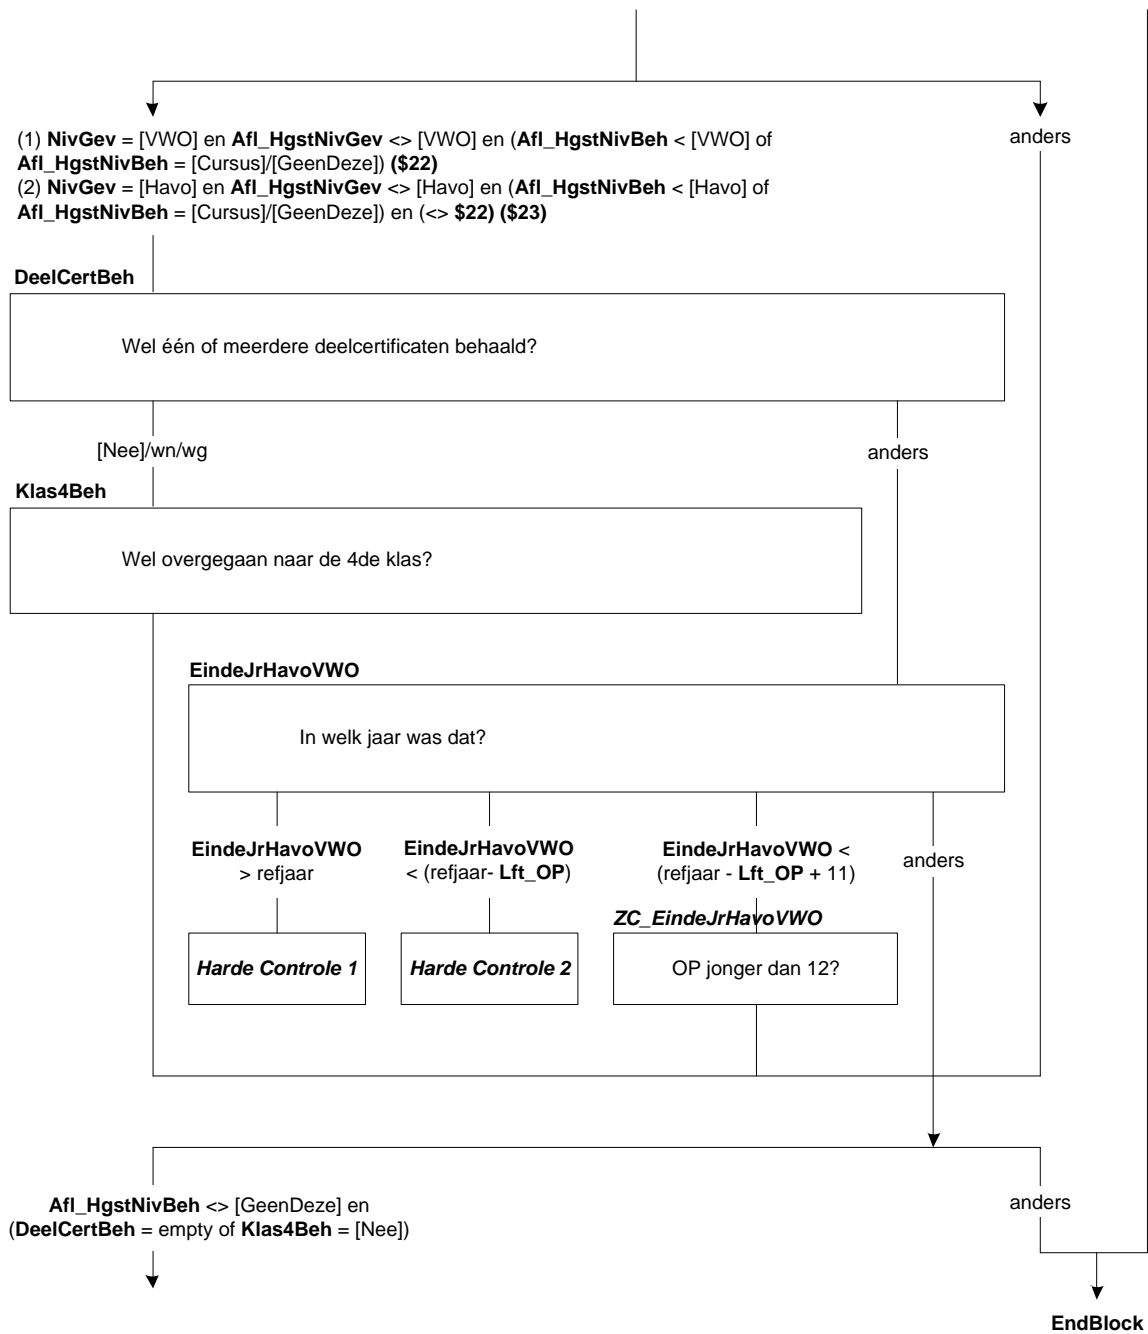 (1) NivGev = [VWO] en Afl_HgstNivGev <> [VWO] en (Afl_HgstNivBeh < [VWO] of
Afl_HgstNivBeh = [Cursus]/[GeenDeze]) ($22)
(2) NivGev = [Havo] en Afl_HgstNivGev <> [Havo] en (Afl_HgstNivBeh < [Havo] of
Afl_HgstNivBeh = [Cursus]/[GeenDeze]) en (<> $22) ($23)
anders
DeelCertBeh
Wel één of meerdere deelcertificaten behaald?
[Nee]/wn/wg
anders
Klas4Beh
Wel overgegaan naar de 4de klas?
EindeJrHavoVWO
In welk jaar was dat?
EindeJrHavoVWO
> refjaar
EindeJrHavoVWO
< (refjaar- Lft_OP)
EindeJrHavoVWO <
(refjaar - Lft_OP + 11)
anders
ZC_EindeJrHavoVWO
Harde Controle 1
Harde Controle 2
OP jonger dan 12?
Afl_HgstNivBeh <> [GeenDeze] en
(DeelCertBeh = empty of Klas4Beh = [Nee])
anders
EndBlock